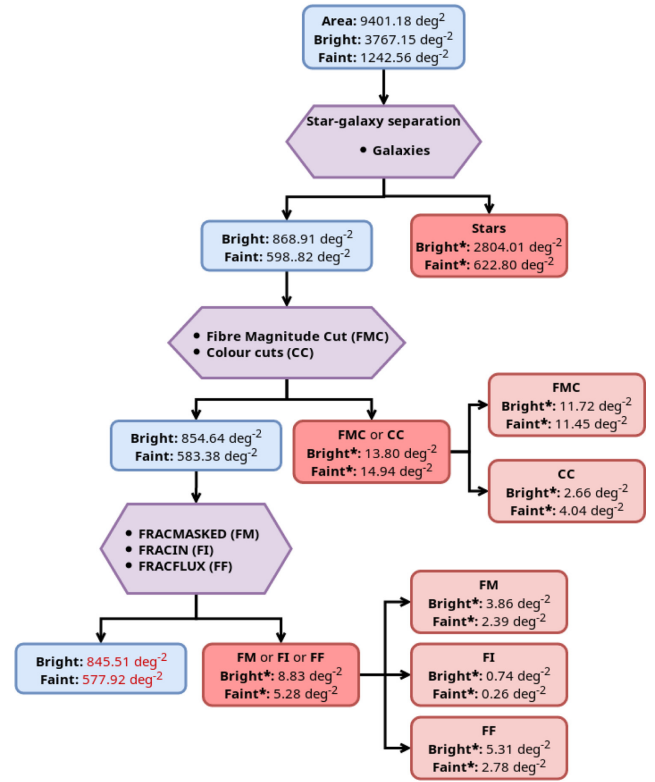 Area: 9401.18 deg²
Bright: 3767.15 deg⁻²
Faint: 1242.56 deg⁻²
Star-galaxy separation
• Galaxies
Bright: 868.91 deg⁻²
Faint: 598..82 deg⁻²
Stars
Bright*: 2804.01 deg⁻²
Faint*: 622.80 deg⁻²
• Fibre Magnitude Cut (FMC)
• Colour cuts (CC)
Bright: 854.64 deg⁻²
Faint: 583.38 deg⁻²
FMC or CC
Bright*: 13.80 deg⁻²
Faint*: 14.94 deg⁻²
FMC
Bright*: 11.72 deg⁻²
Faint*: 11.45 deg⁻²
CC
Bright*: 2.66 deg⁻²
Faint*: 4.04 deg⁻²
• FRACMASKED (FM)
• FRACIN (FI)
• FRACFLUX (FF)
Bright: 845.51 deg⁻²
Faint: 577.92 deg⁻²
FM or FI or FF
Bright*: 8.83 deg⁻²
Faint*: 5.28 deg⁻²
FM
Bright*: 3.86 deg⁻²
Faint*: 2.39 deg⁻²
FI
Bright*: 0.74 deg⁻²
Faint*: 0.26 deg⁻²
FF
Bright*: 5.31 deg⁻²
Faint*: 2.78 deg⁻²